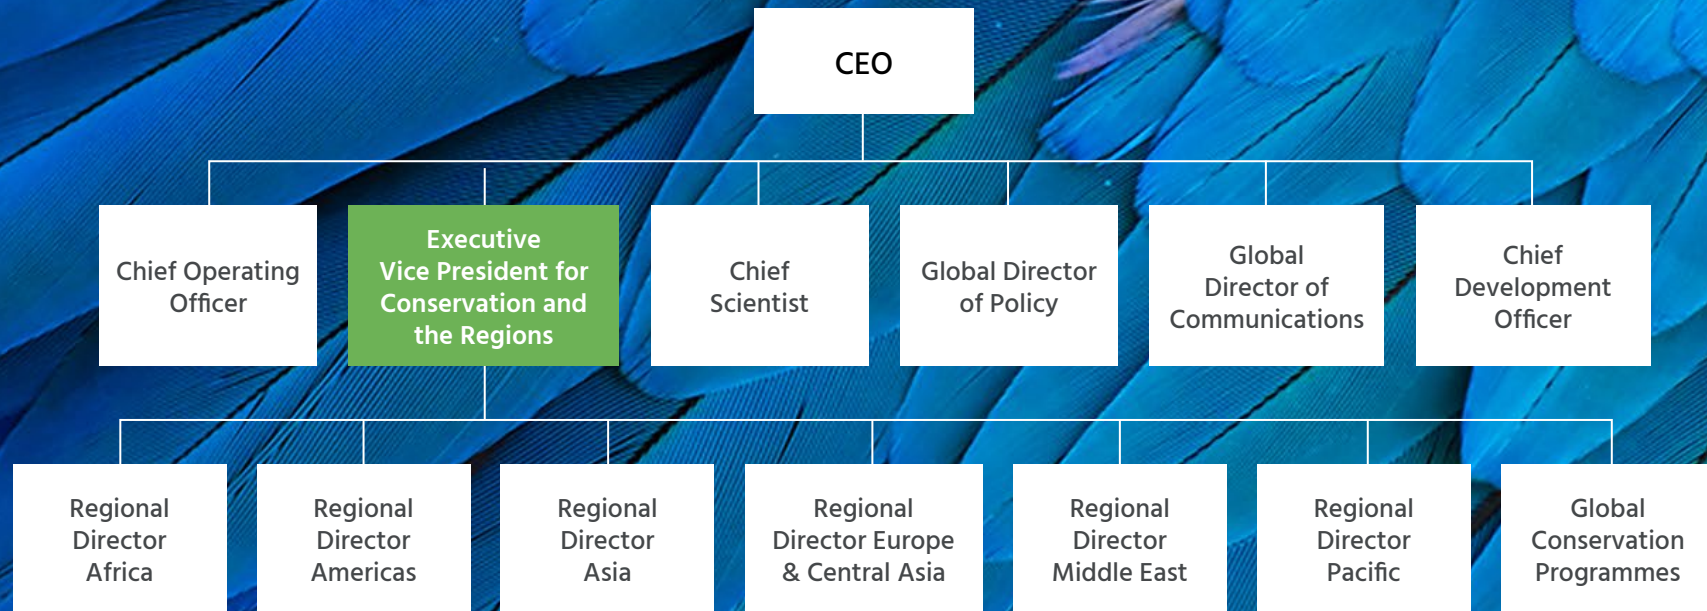 CEO
Chief Operating
Officer
Executive
Vice President for
Conservation and
the Regions
Chief
Scientist
Global Director
of Policy
Global
Director of
Communications
Chief
Development
Officer
Regional
Director
Africa
Regional
Director
Americas
Regional
Director
Asia
Regional
Director Europe
& Central Asia
Regional
Director
Middle East
Regional
Director
Pacific
Global
Conservation
Programmes